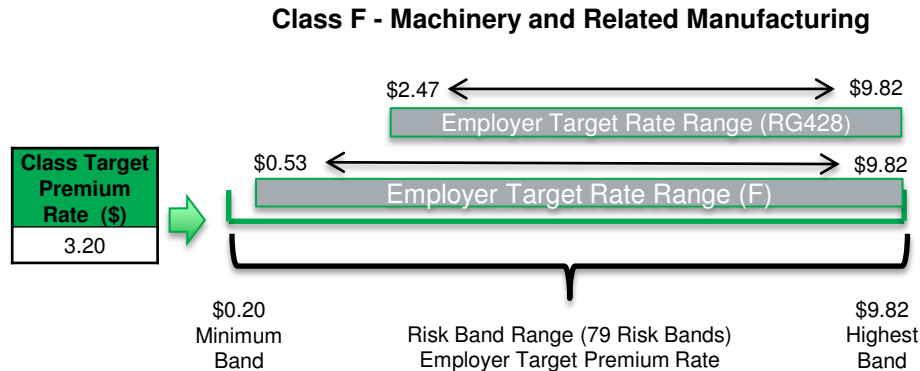 Class F - Machinery and Related Manufacturing
$2.47
$9.82
Employer Target Rate Range (RG428)
$0.53
$9.82
Employer Target Rate Range (F)
Class Target
Premium
Rate ($)
3.20
$0.20
Minimum
Band
Risk Band Range (79 Risk Bands)
Employer Target Premium Rate
$9.82
Highest
Band